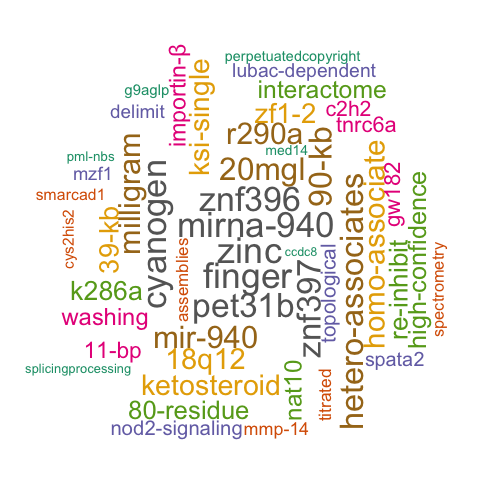 perpetuatedcopyright
lubac-dependent
g9aglp
interactome
delimit
importin-β
ksi-single
zf1-2
c2h2
tnrc6a
r290a
90-kb
pml-nbs
mzf1
milligram
cyanogen
20mgl
med14
smarcad1
znf396
homo-associate
gw182
cys2his2
39-kb
mirna-940
hetero-associates
re-inhibit
high-confidence
spectrometry
zinc
ccdc8
finger
assemblies
topological
k286a
pet31b
znf397
washing
11-bp
mir-940
18q12
spata2
splicingprocessing
ketosteroid
nat10
titrated
80-residue
nod2-signaling
mmp-14